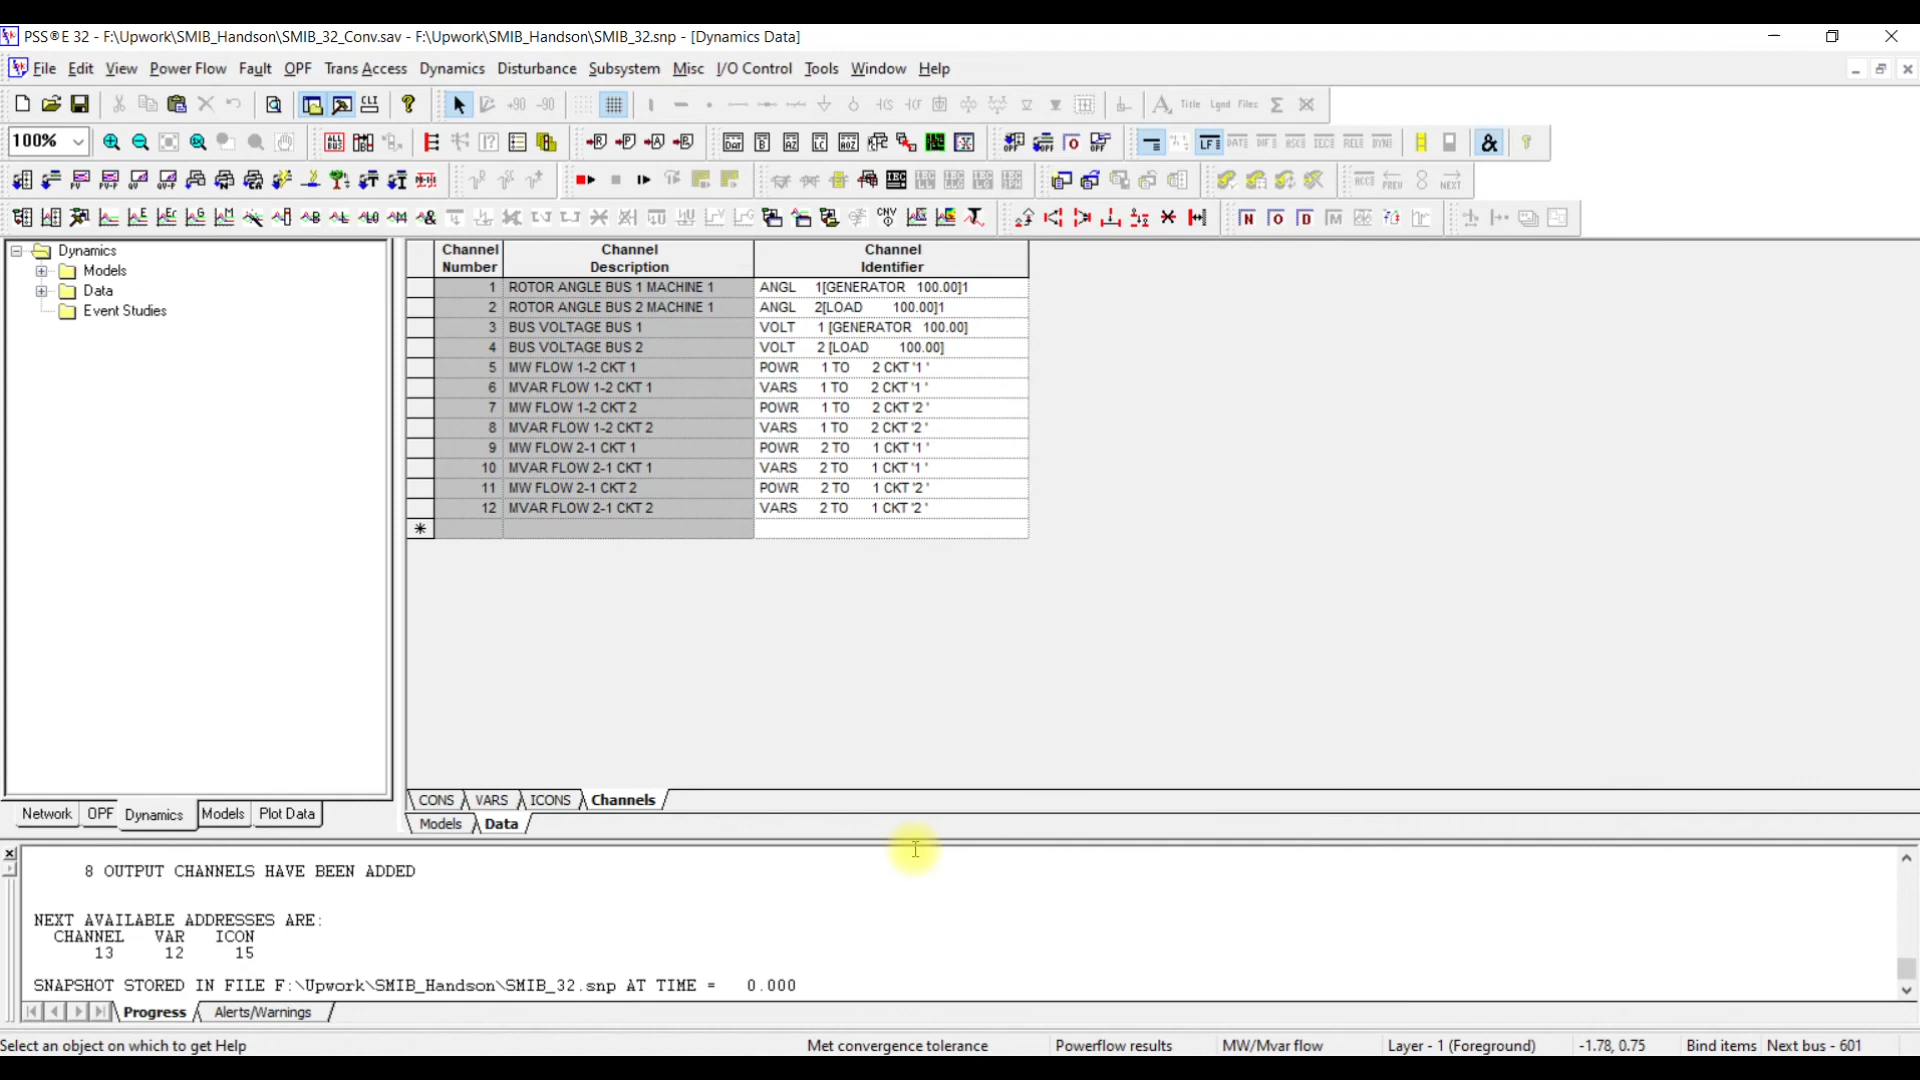 PSS®E 32 - F:\Upwork\SMIB_Handson\SMIB_32_Conv.sav - F:\Upwork\SMIB_Handson\SMIB_32.snp - [Dynamics Data]
File Edit View Power Flow Fault OPF Trans Access Dynamics Disturbance Subsystem Misc I/O Control Tools Window Help
CLI +90 -90 Title Lgnd Files
100%
Dynamics
Models
Data
Event Studies
Channel Number Channel Description Channel Identifier
1 ROTOR ANGLE BUS 1 MACHINE 1 ANGL 1[GENERATOR 100.00]1
2 ROTOR ANGLE BUS 2 MACHINE 1 ANGL 2[LOAD 100.00]1
3 BUS VOLTAGE BUS 1 VOLT 1 [GENERATOR 100.00]
4 BUS VOLTAGE BUS 2 VOLT 2 [LOAD 100.00]
5 MW FLOW 1-2 CKT 1 POWR 1 TO 2 CKT '1 '
6 MVAR FLOW 1-2 CKT 1 VARS 1 TO 2 CKT '1 '
7 MW FLOW 1-2 CKT 2 POWR 1 TO 2 CKT '2 '
8 MVAR FLOW 1-2 CKT 2 VARS 1 TO 2 CKT '2 '
9 MW FLOW 2-1 CKT 1 POWR 2 TO 1 CKT '1 '
10 MVAR FLOW 2-1 CKT 1 VARS 2 TO 1 CKT '1 '
11 MW FLOW 2-1 CKT 2 POWR 2 TO 1 CKT '2 '
12 MVAR FLOW 2-1 CKT 2 VARS 2 TO 1 CKT '2 '
CONS VARS ICONS Channels
Network OPF Dynamics Models Plot Data
Models Data
8 OUTPUT CHANNELS HAVE BEEN ADDED
NEXT AVAILABLE ADDRESSES ARE:
CHANNEL VAR ICON
13 12 15
SNAPSHOT STORED IN FILE F:\Upwork\SMIB_Handson\SMIB_32.snp AT TIME = 0.000
Progress Alerts/Warnings
Select an object on which to get Help Met convergence tolerance Powerflow results MW/Mvar flow Layer - 1 (Foreground) -1.78, 0.75 Bind items Next bus - 601